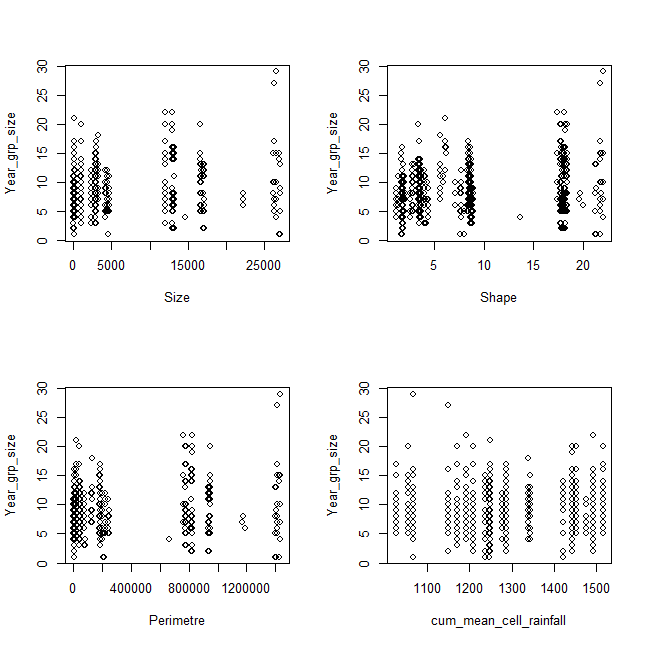 Year_grp_size
0 5 10 15 20 25 30
0 5000 15000 25000
Size
Year_grp_size
0 5 10 15 20 25 30
5 10 15 20
Shape
Year_grp_size
0 5 10 15 20 25 30
0 400000 800000 1200000
Perimetre
Year_grp_size
0 5 10 15 20 25 30
1100 1200 1300 1400 1500
cum_mean_cell_rainfall